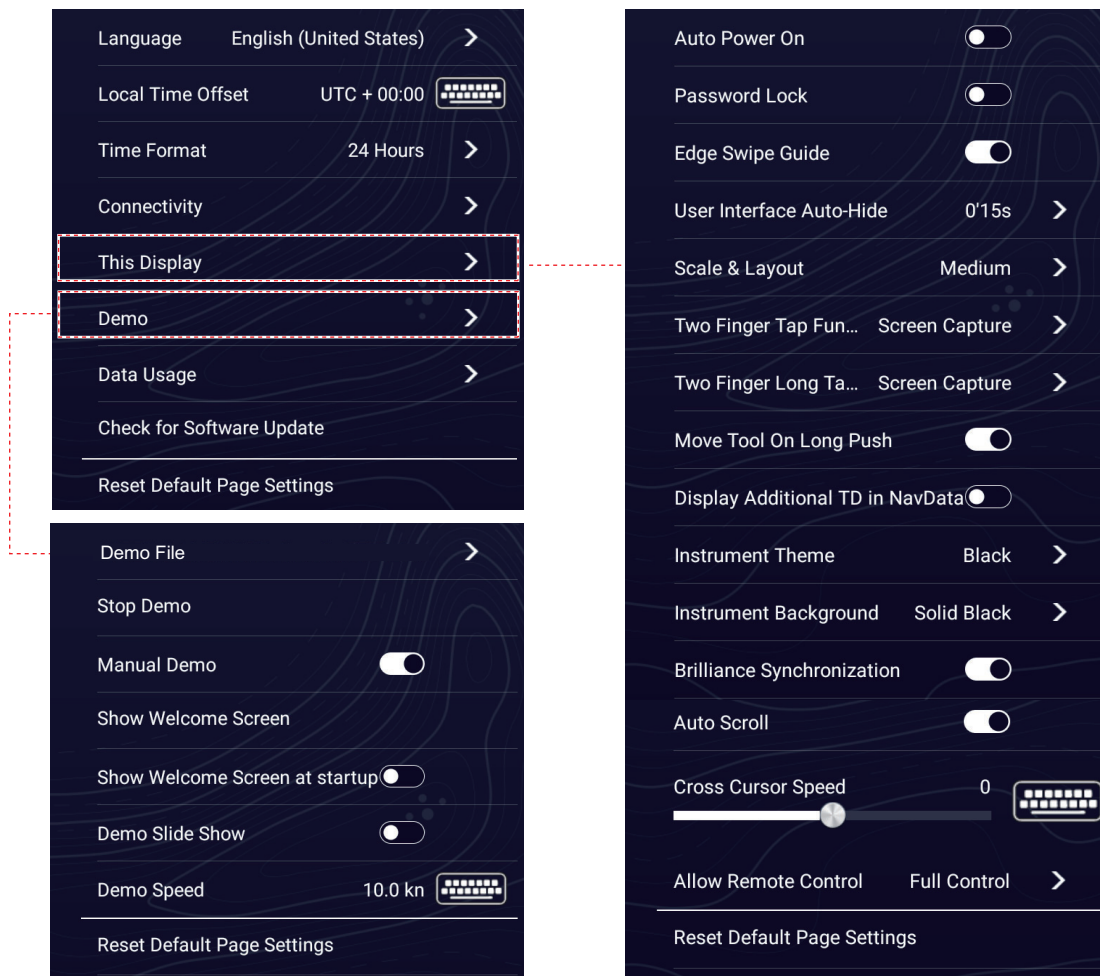 Language English (United States)
Local Time Offset UTC + 00:00
Time Format 24 Hours
Connectivity
This Display
Demo
Data Usage
Check for Software Update
Reset Default Page Settings
Demo File
Stop Demo
Manual Demo
Show Welcome Screen
Show Welcome Screen at startup
Demo Slide Show
Demo Speed 10.0 kn
Reset Default Page Settings
Auto Power On
Password Lock
Edge Swipe Guide
User Interface Auto-Hide 0'15s
Scale & Layout Medium
Two Finger Tap Fun... Screen Capture
Two Finger Long Ta... Screen Capture
Move Tool On Long Push
Display Additional TD in NavData
Instrument Theme Black
Instrument Background Solid Black
Brilliance Synchronization
Auto Scroll
Cross Cursor Speed 0
Allow Remote Control Full Control
Reset Default Page Settings